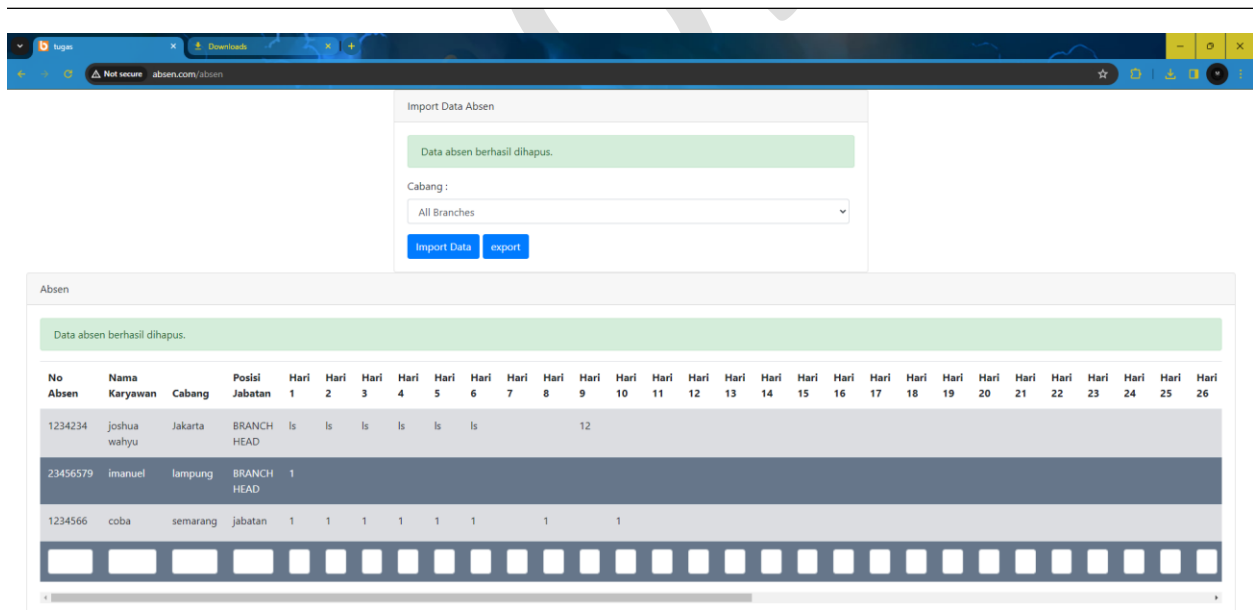 tugas
Downloads
Not secure absen.com/absen
Import Data Absen
Data absen berhasil dihapus.
Cabang :
All Branches
Import Data export
Absen
Data absen berhasil dihapus.
No Nama Posisi Hari Hari Hari Hari Hari Hari Hari Hari Hari Hari Hari Hari Hari Hari Hari Hari Hari Hari Hari Hari Hari Hari Hari Hari Hari Hari
Absen Karyawan Cabang Jabatan 1 2 3 4 5 6 7 8 9 10 11 12 13 14 15 16 17 18 19 20 21 22 23 24 25 26
1234234 joshua Jakarta BRANCH ls ls ls ls ls ls 12
wahyu HEAD
23456579 imanuel lampung BRANCH 1
HEAD
1234566 coba semarang jabatan 1 1 1 1 1 1 1 1